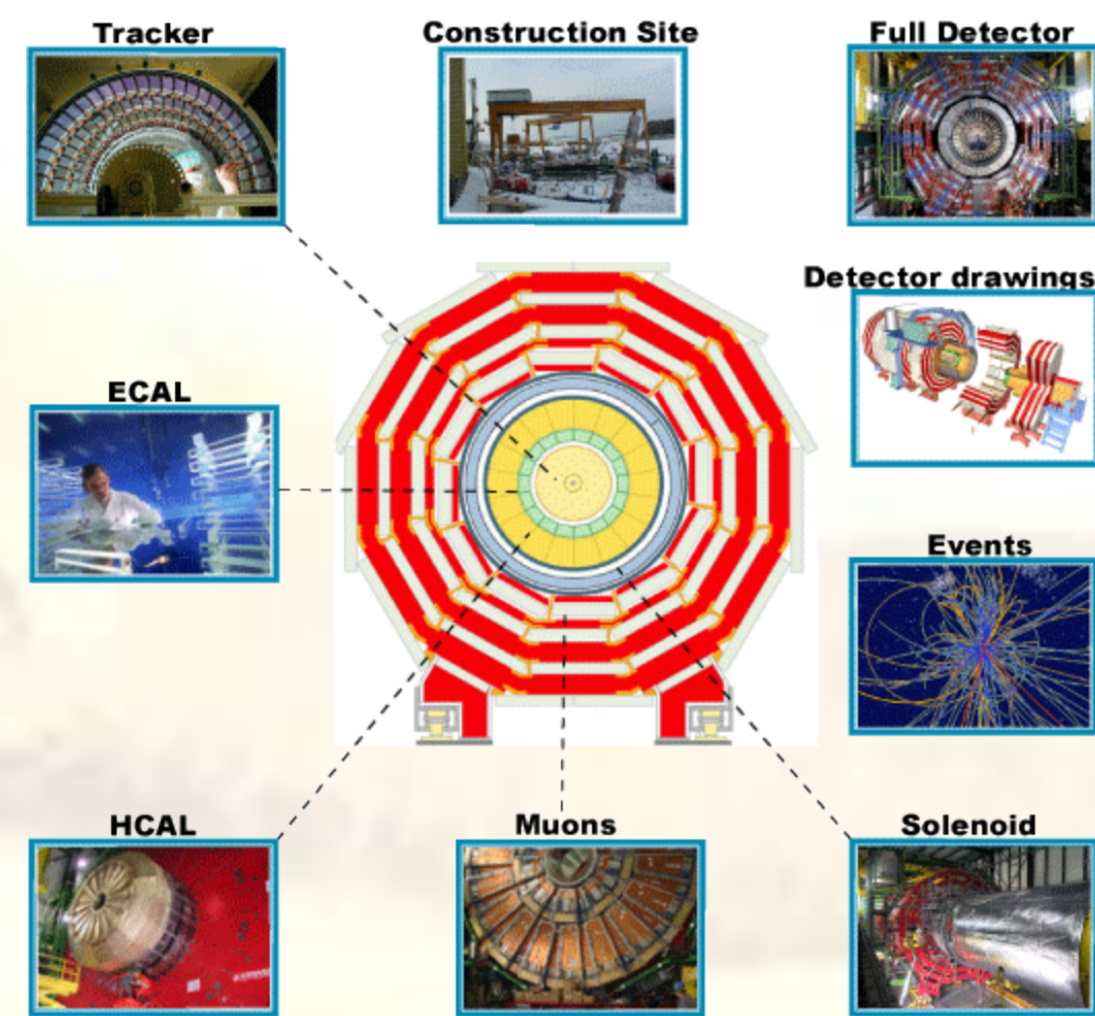 Tracker
Construction Site
Full Detector
Detector drawings
ECAL
Events
HCAL
Muons
Solenoid